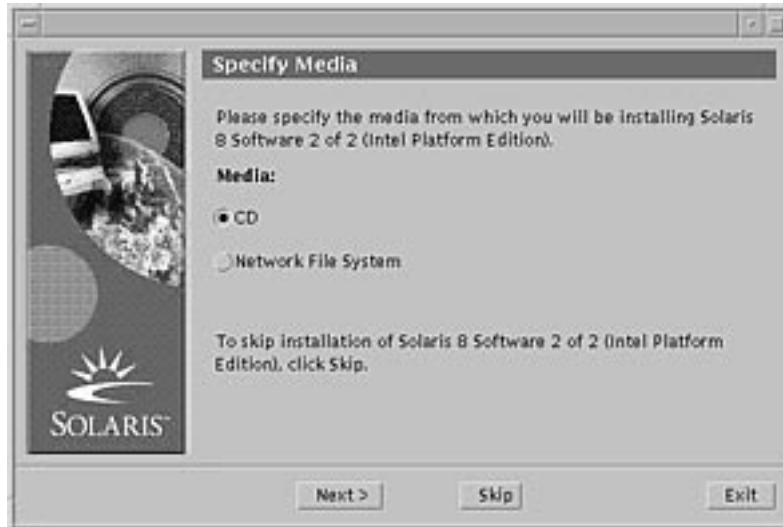 Specify Media
Please specify the media from which you will be installing Solaris
8 Software 2 of 2 (Intel Platform Edition).
Media:
CD
Network File System
To skip installation of Solaris 8 Software 2 of 2 (Intel Platform
Edition), click Skip.
SOLARIS™
Next >
Skip
Exit